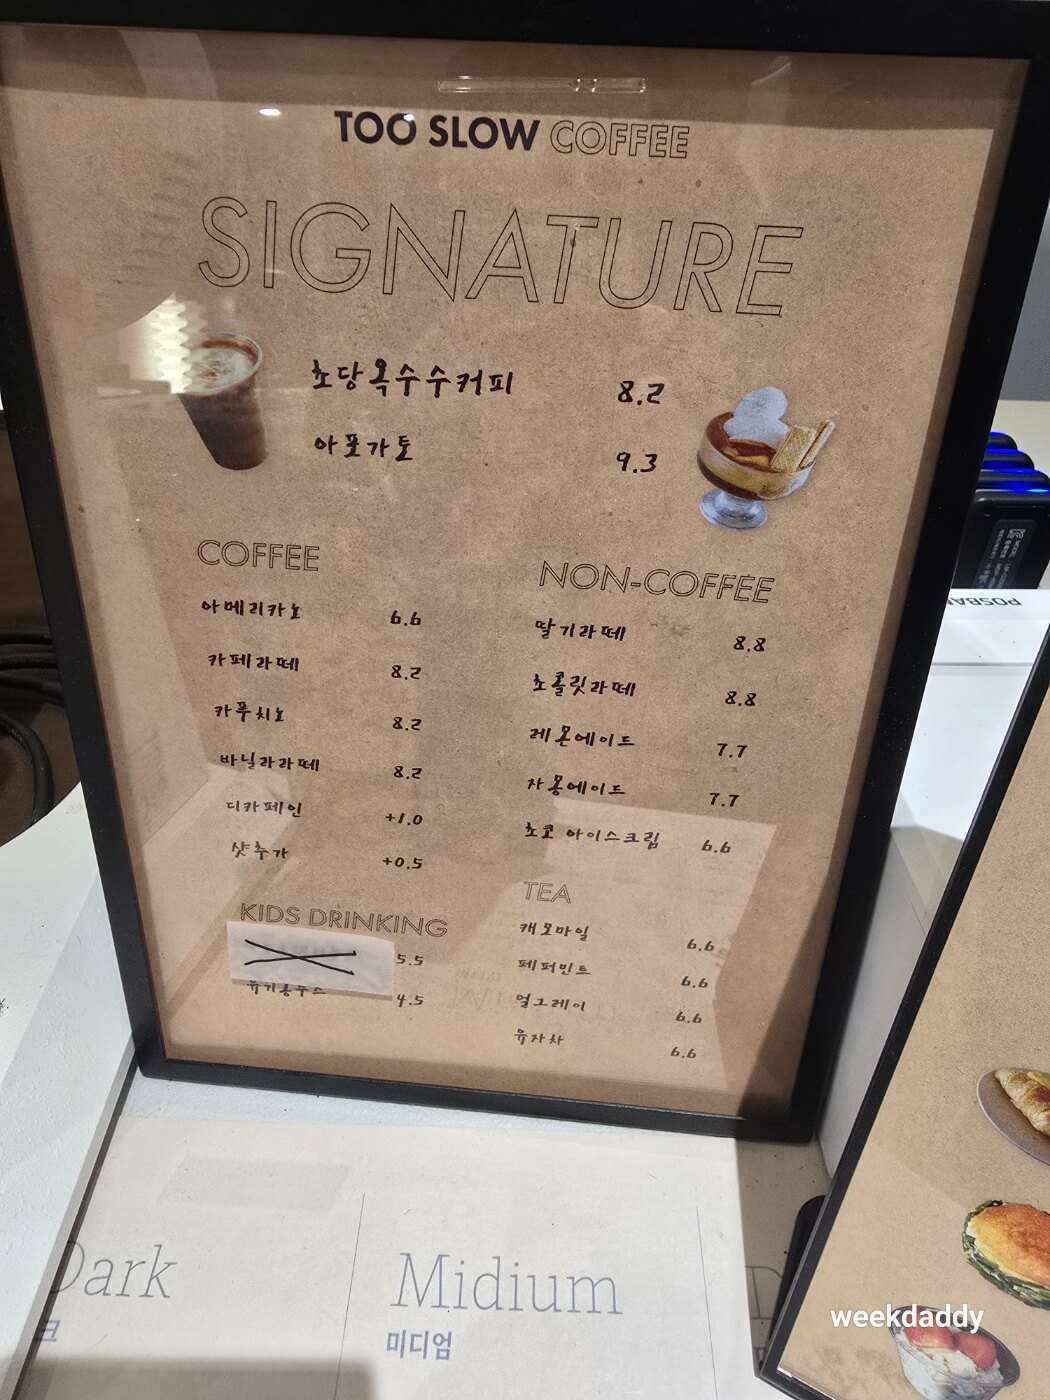 TOO SLOW COFFEE
SIGNATURE
초당옥수수커피 8.2
아포가토 9.3
COFFEE
아메리카노 6.6
카페라떼 8.2
카푸치노 8.2
바닐라라떼 8.2
디카페인 +1.0
샷추가 +0.5
KIDS DRINKING
5.5
4.5
NON-COFFEE
딸기라떼 8.8
초콜릿라떼 8.8
레몬에이드 7.7
자몽에이드 7.7
초코 아이스크림 6.6
TEA
캐모마일 6.6
페퍼민트 6.6
얼그레이 6.6
유자차 6.6
Dark
크
Midium
미디엄
weekdaddy